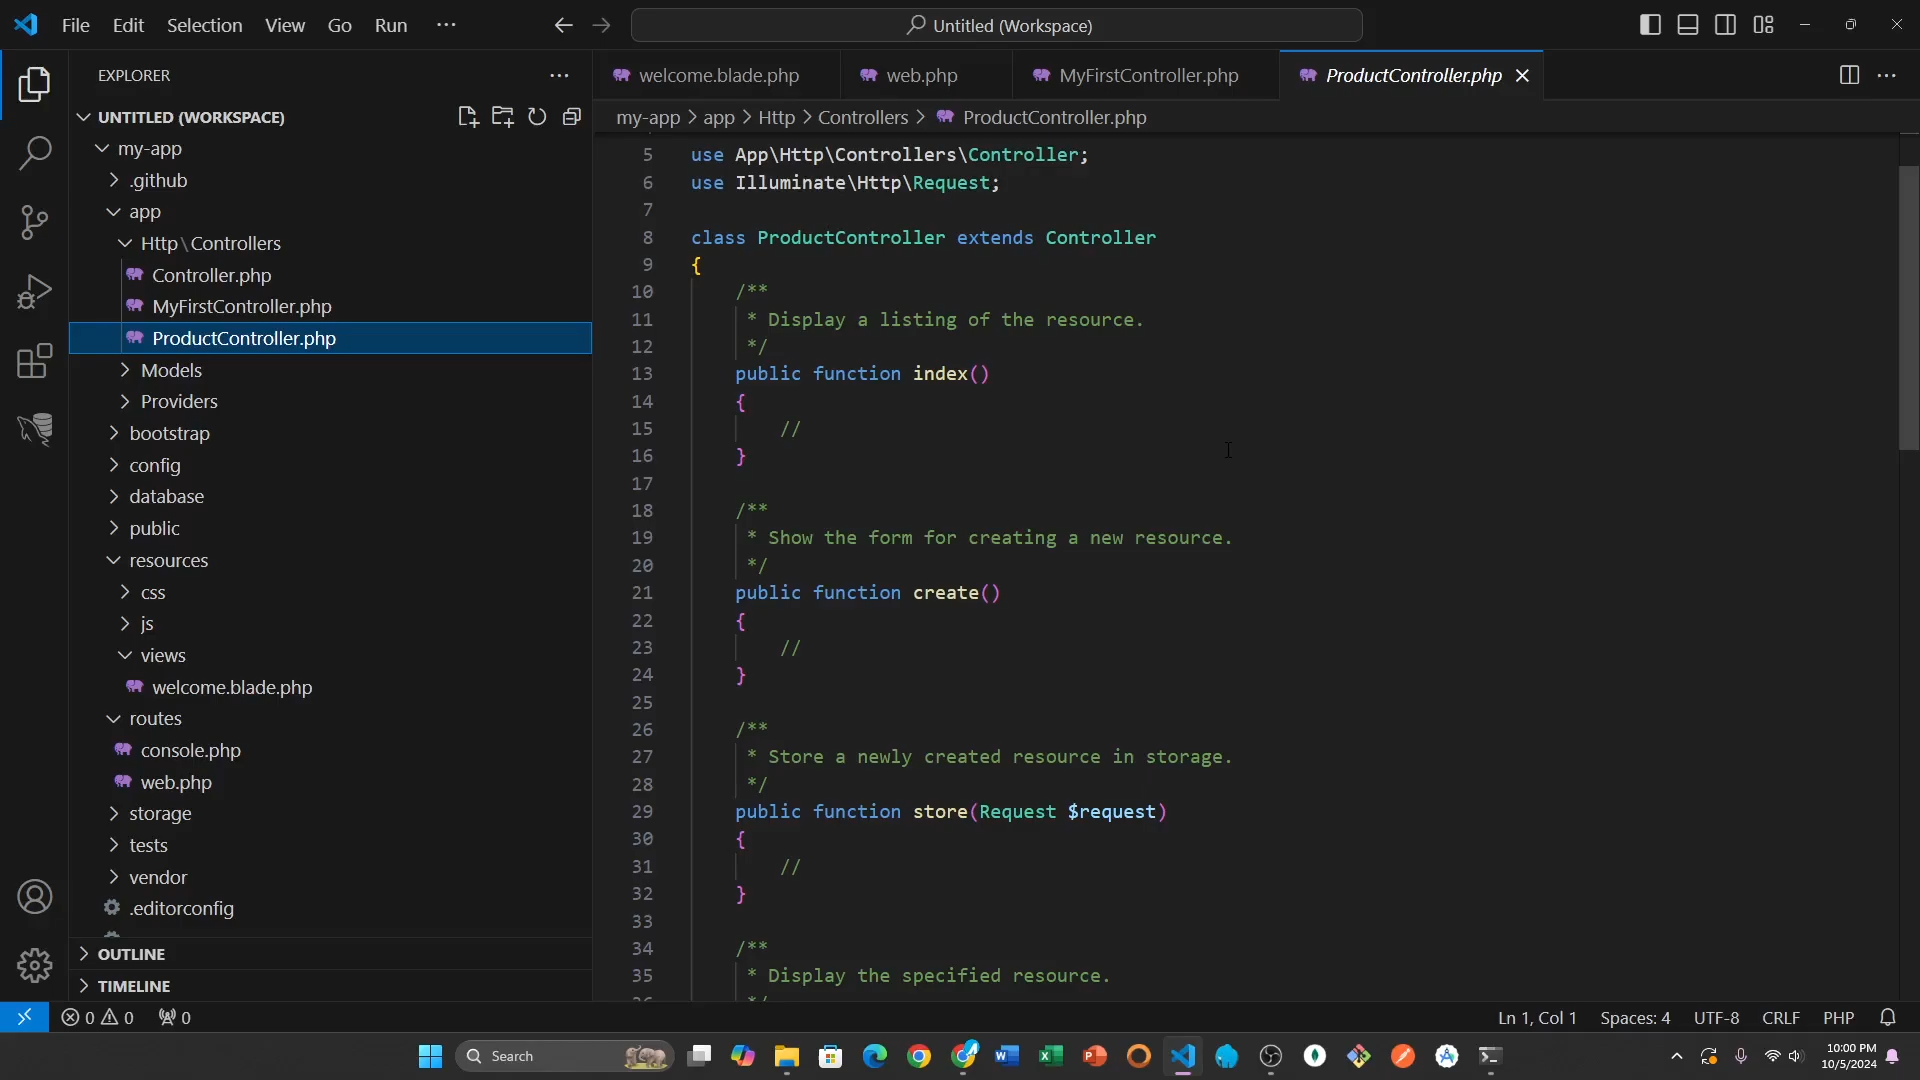 File Edit Selection View Go Run ···
Untitled (Workspace)
EXPLORER
UNTITLED (WORKSPACE)
my-app
.github
app
Http\Controllers
Controller.php
MyFirstController.php
ProductController.php
Models
Providers
bootstrap
config
database
public
resources
css
js
views
welcome.blade.php
routes
console.php
web.php
storage
tests
vendor
.editorconfig
OUTLINE
TIMELINE
welcome.blade.php web.php MyFirstController.php ProductController.php
my-app > app > Http > Controllers > ProductController.php
5 use App\Http\Controllers\Controller;
6 use Illuminate\Http\Request;
7
8 class ProductController extends Controller
9 {
10 /**
11 * Display a listing of the resource.
12 */
13 public function index()
14 {
15 //
16 }
17
18 /**
19 * Show the form for creating a new resource.
20 */
21 public function create()
22 {
23 //
24 }
25
26 /**
27 * Store a newly created resource in storage.
28 */
29 public function store(Request $request)
30 {
31 //
32 }
33
34 /**
35 * Display the specified resource.
0 0 0
Ln 1, Col 1 Spaces: 4 UTF-8 CRLF PHP
Search
10:00 PM
10/5/2024